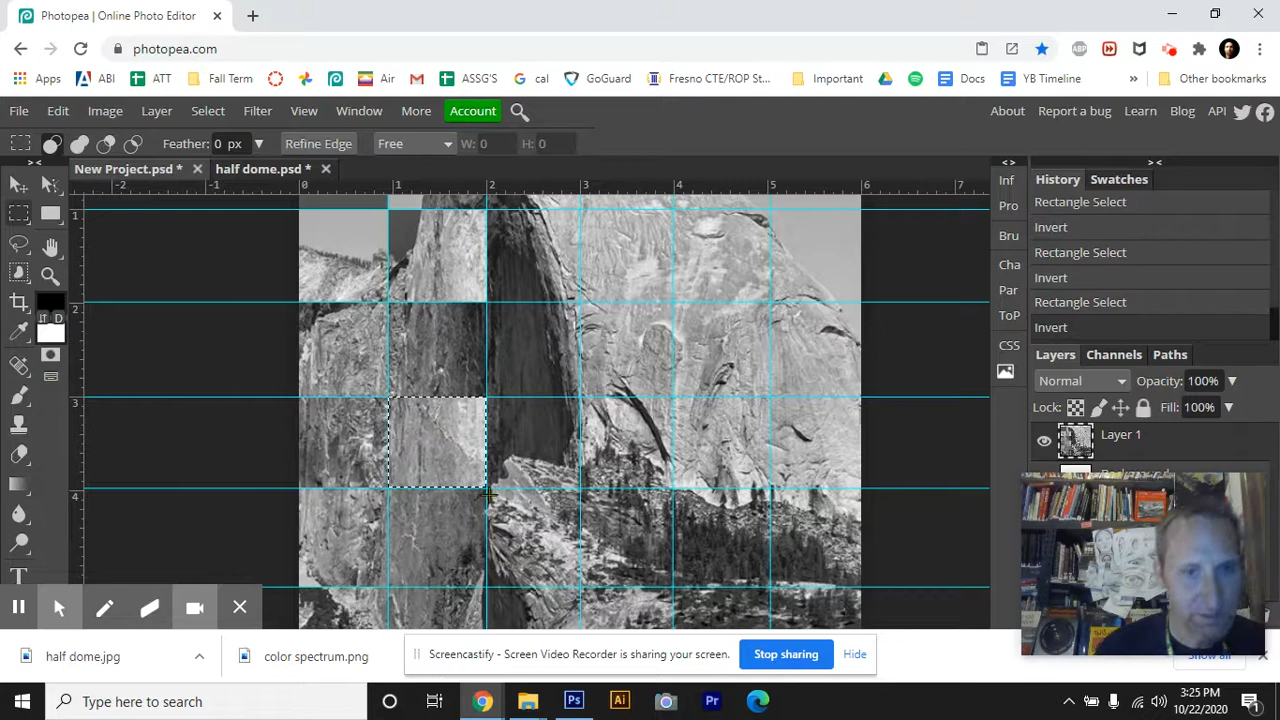 Photopea | Online Photo Editor
photopea.com
Apps ABI ATT Fall Term Air ASSG'S cal GoGuard Fresno CTE/ROP St... Important Docs YB Timeline » Other bookmarks
File Edit Image Layer Select Filter View Window More Account About Report a bug Learn Blog API
Feather: 0 px Refine Edge Free W: 0 H: 0
New Project.psd * half dome.psd *
-2 -1 0 1 2 3 4 5 6 7
1
2
3
4
Inf
Pro
Bru
Cha
Par
ToP
CSS
History Swatches
Rectangle Select
Invert
Rectangle Select
Invert
Rectangle Select
Invert
Layers Channels Paths
Normal Opacity: 100%
Lock: Fill: 100%
Layer 1
half dome.jpg color spectrum.png Screencastify - Screen Video Recorder is sharing your screen. Stop sharing Hide
Type here to search Ps Ai Pr 3:25 PM
10/22/2020 1